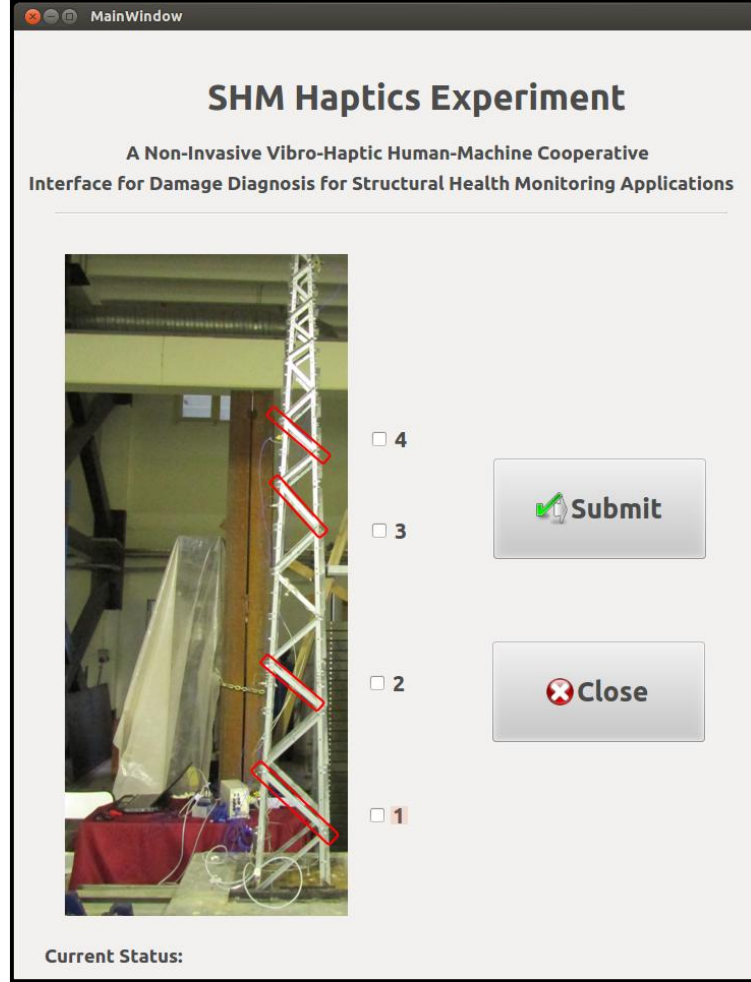 MainWindow
SHM Haptics Experiment
A Non-Invasive Vibro-Haptic Human-Machine Cooperative
Interface for Damage Diagnosis for Structural Health Monitoring Applications
4
3
Submit
2
Close
1
Current Status: